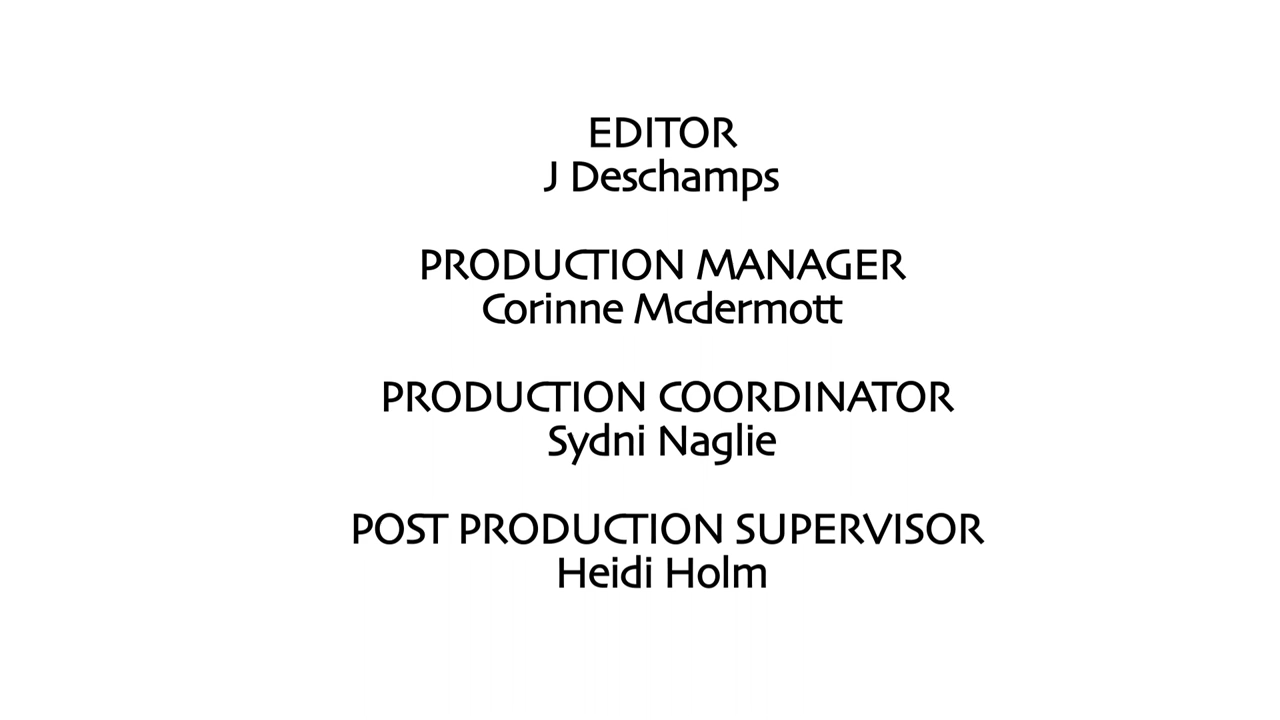 EDITOR
J Deschamps
PRODUCTION MANAGER
Corinne Mcdermott
PRODUCTION COORDINATOR
Sydni Naglie
POST PRODUCTION SUPERVISOR
Heidi Holm